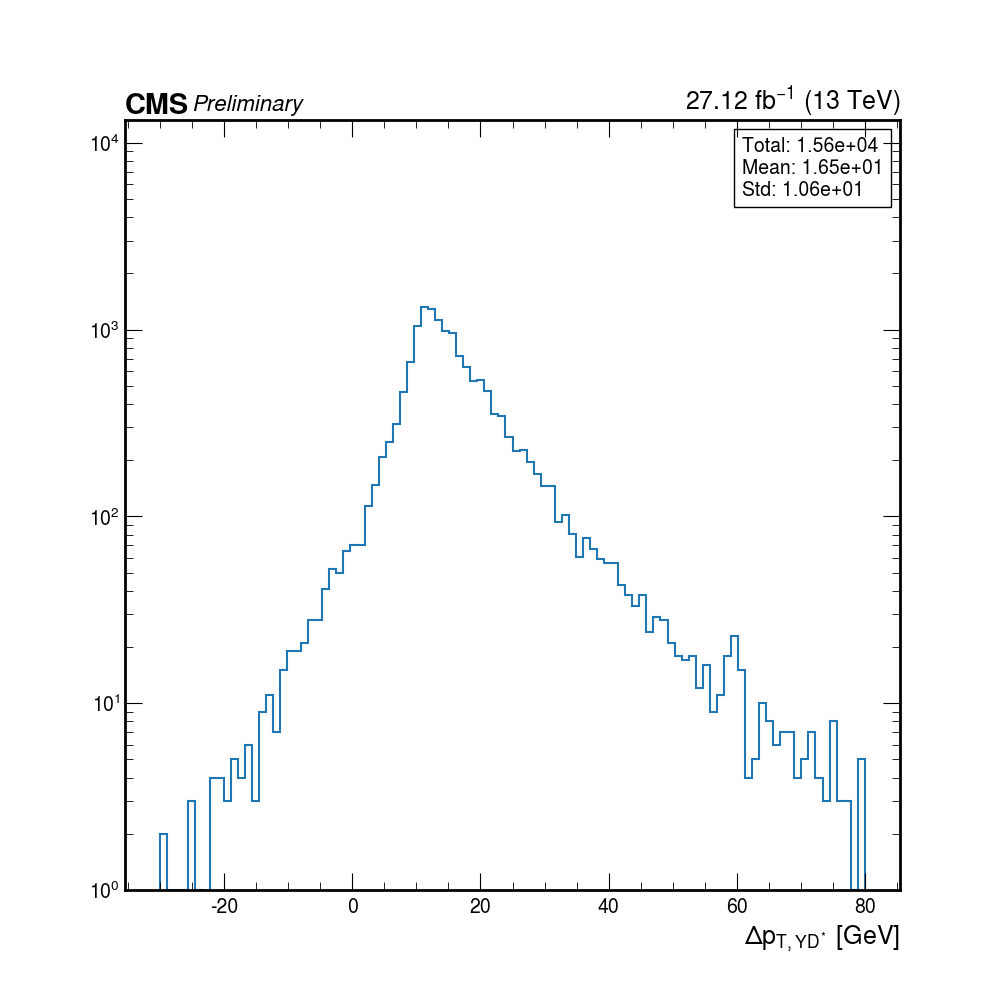 CMS Preliminary 27.12 fb⁻¹ (13 TeV)
Total: 1.56e+04
Mean: 1.65e+01
Std: 1.06e+01
10⁴
10³
10²
10¹
10⁰
-20 0 20 40 60 80
Δp_T, YD* [GeV]